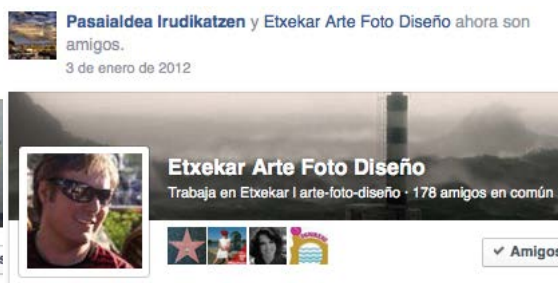 Pasaialdea Irudikatzen y Etxekar Arte Foto Diseño ahora son
amigos.
3 de enero de 2012
Etxekar Arte Foto Diseño
Trabaja en Etxekar | arte-foto-diseño · 178 amigos en común
✓ Amigos